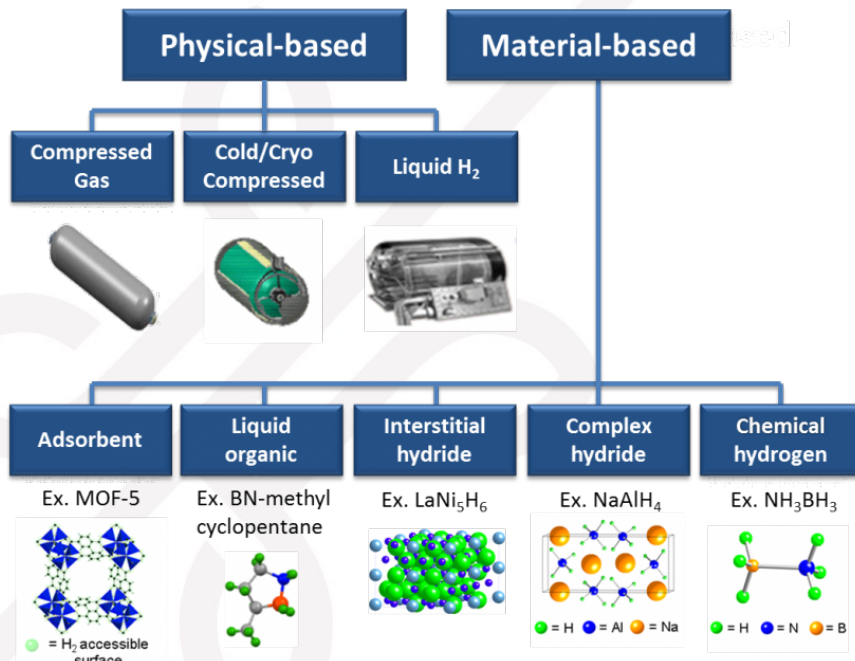 Physical-based
Material-based
Compressed
Gas
Cold/Cryo
Compressed
Liquid H₂
Adsorbent
Liquid
organic
Interstitial
hydride
Complex
hydride
Chemical
hydrogen
Ex. MOF-5
Ex. BN-methyl
cyclopentane
Ex. LaNi₅H₆
Ex. NaAlH₄
Ex. NH₃BH₃
= H₂ accessible
surface
= H = Al = Na
= H = N = B